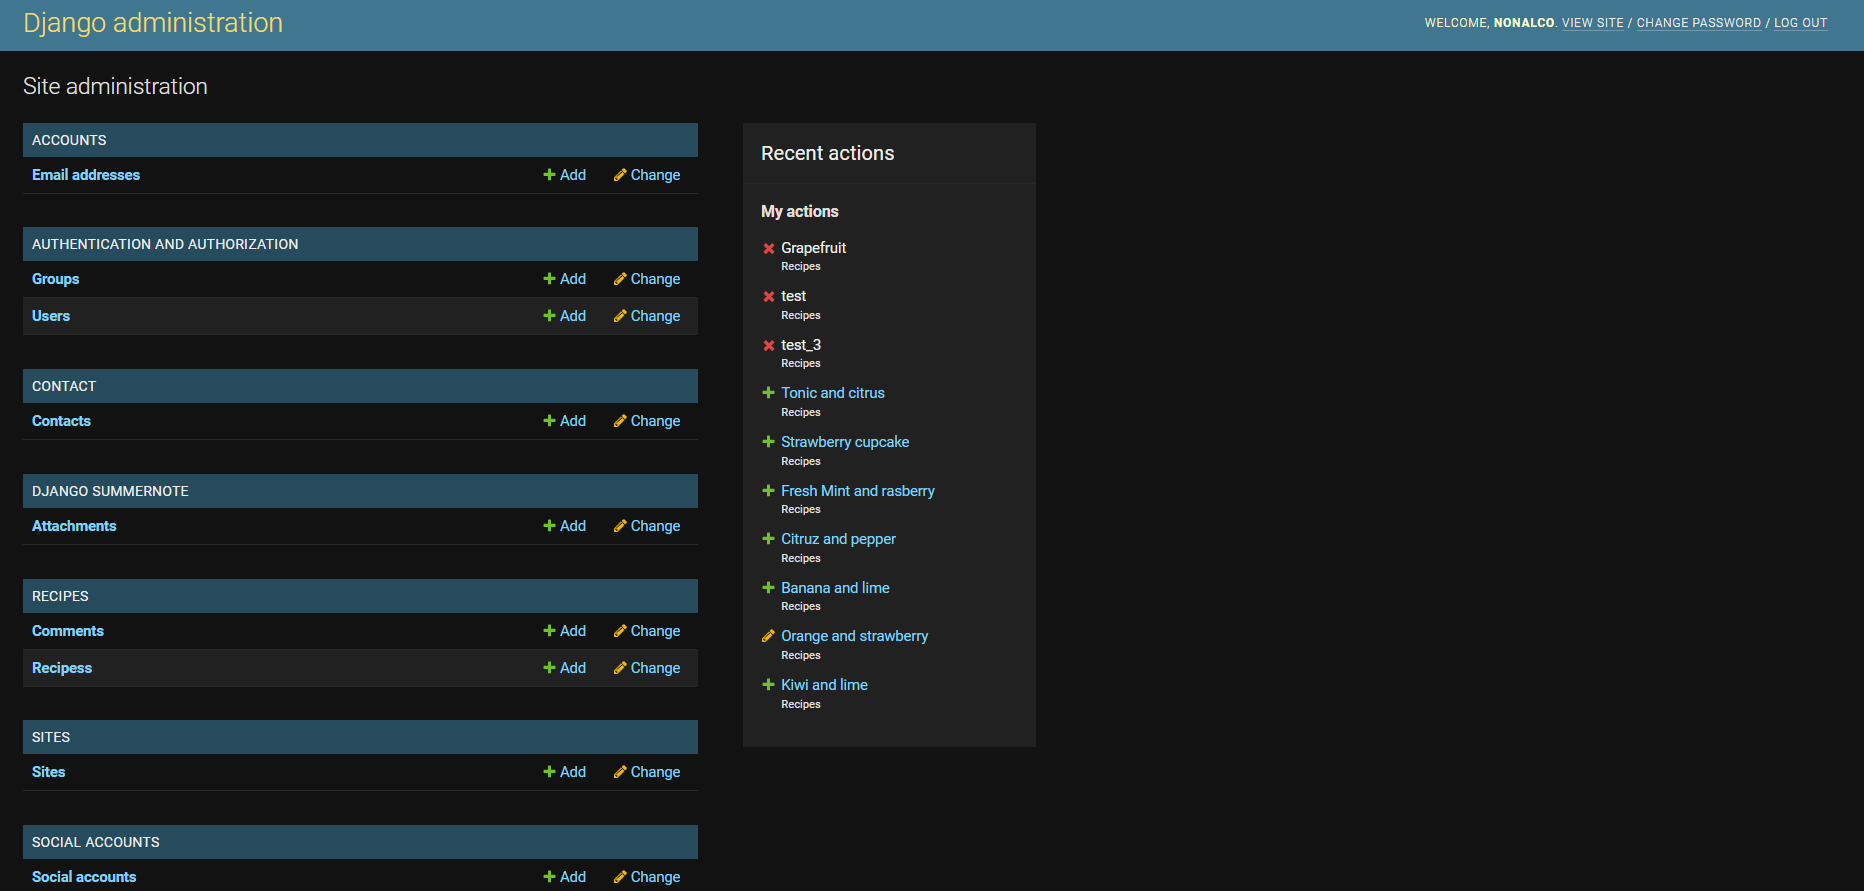 Django administration
WELCOME, NONALCO. VIEW SITE / CHANGE PASSWORD / LOG OUT
Site administration
ACCOUNTS
Email addresses Add Change
AUTHENTICATION AND AUTHORIZATION
Groups Add Change
Users Add Change
CONTACT
Contacts Add Change
DJANGO SUMMERNOTE
Attachments Add Change
RECIPES
Comments Add Change
Recipess Add Change
SITES
Sites Add Change
SOCIAL ACCOUNTS
Social accounts Add Change
Recent actions
My actions
Grapefruit
Recipes
test
Recipes
test_3
Recipes
Tonic and citrus
Recipes
Strawberry cupcake
Recipes
Fresh Mint and rasberry
Recipes
Citruz and pepper
Recipes
Banana and lime
Recipes
Orange and strawberry
Recipes
Kiwi and lime
Recipes